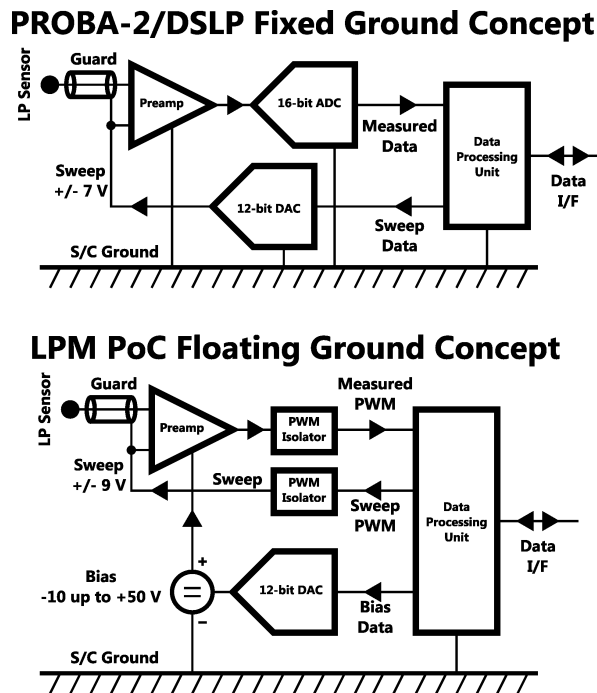 PROBA-2/DSLP Fixed Ground Concept
LP Sensor
Guard
Preamp
16-bit ADC
Measured
Data
Data
Processing
Unit
Data
I/F
Sweep
+/- 7 V
12-bit DAC
Sweep
Data
S/C Ground
LPM PoC Floating Ground Concept
LP Sensor
Guard
Preamp
PWM
Isolator
Measured
PWM
Sweep
+/- 9 V
Sweep
PWM
Isolator
Sweep
PWM
Data
Processing
Unit
Data
I/F
Bias
-10 up to +50 V
+
=
–
12-bit DAC
Bias
Data
S/C Ground